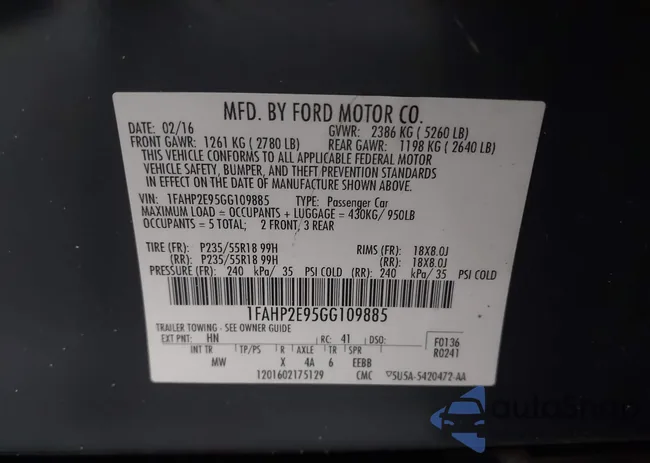 MFD. BY FORD MOTOR CO.
DATE: 02/16 GVWR: 2386 KG ( 5260 LB)
FRONT GAWR: 1261 KG ( 2780 LB) REAR GAWR: 1198 KG ( 2640 LB)
THIS VEHICLE CONFORMS TO ALL APPLICABLE FEDERAL MOTOR
VEHICLE SAFETY, BUMPER, AND THEFT PREVENTION STANDARDS
IN EFFECT ON THE DATE OF MANUFACTURE SHOWN ABOVE.
VIN: 1FAHP2E95GG109885 TYPE: Passenger Car
MAXIMUM LOAD = OCCUPANTS + LUGGAGE = 430KG/ 950LB
OCCUPANTS = 5 TOTAL; 2 FRONT, 3 REAR
TIRE (FR): P235/55R18 99H RIMS (FR): 18X8.0J
(RR): P235/55R18 99H (RR): 18X8.0J
PRESSURE (FR): 240 kPa/ 35 PSI COLD (RR): 240 kPa/ 35 PSI COLD
1FAHP2E95GG109885
TRAILER TOWING - SEE OWNER GUIDE
EXT PNT: HN RC: 41 DSO: F0136
INT TR TP/PS R AXLE TR SPR R0241
MW X 4A 6 EEBB
1201602175129 CMC ▽5U5A-5420472-AA
autoSnap